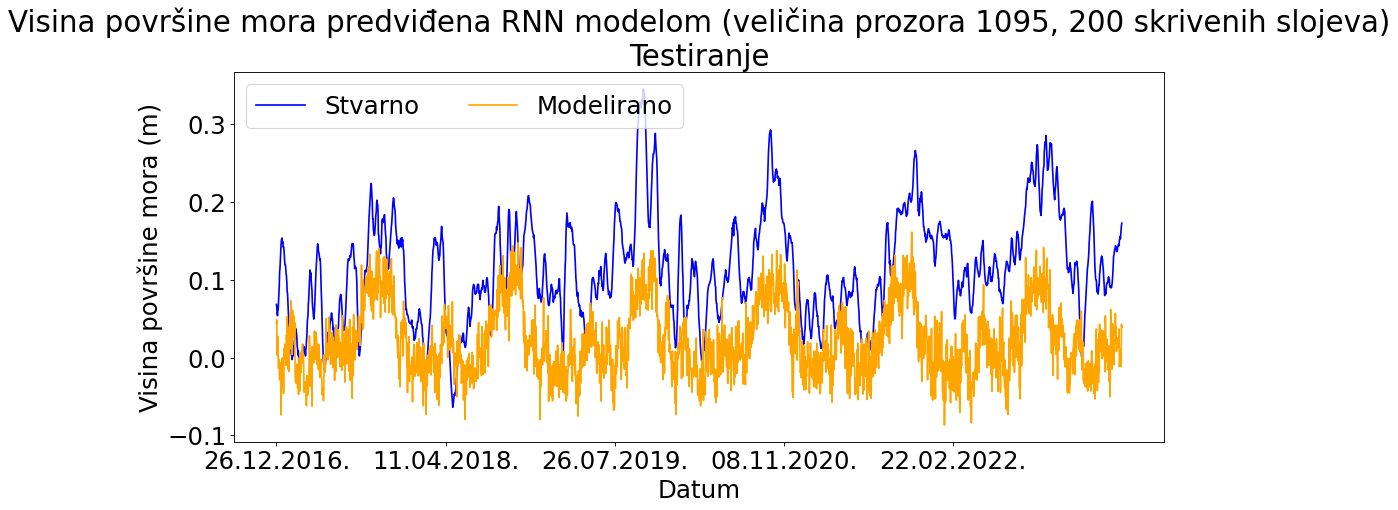 Visina površine mora predviđena RNN modelom (veličina prozora 1095, 200 skrivenih slojeva)
Testiranje
Stvarno Modelirano
Visina površine mora (m)
0.3
0.2
0.1
0.0
−0.1
26.12.2016. 11.04.2018. 26.07.2019. 08.11.2020. 22.02.2022.
Datum